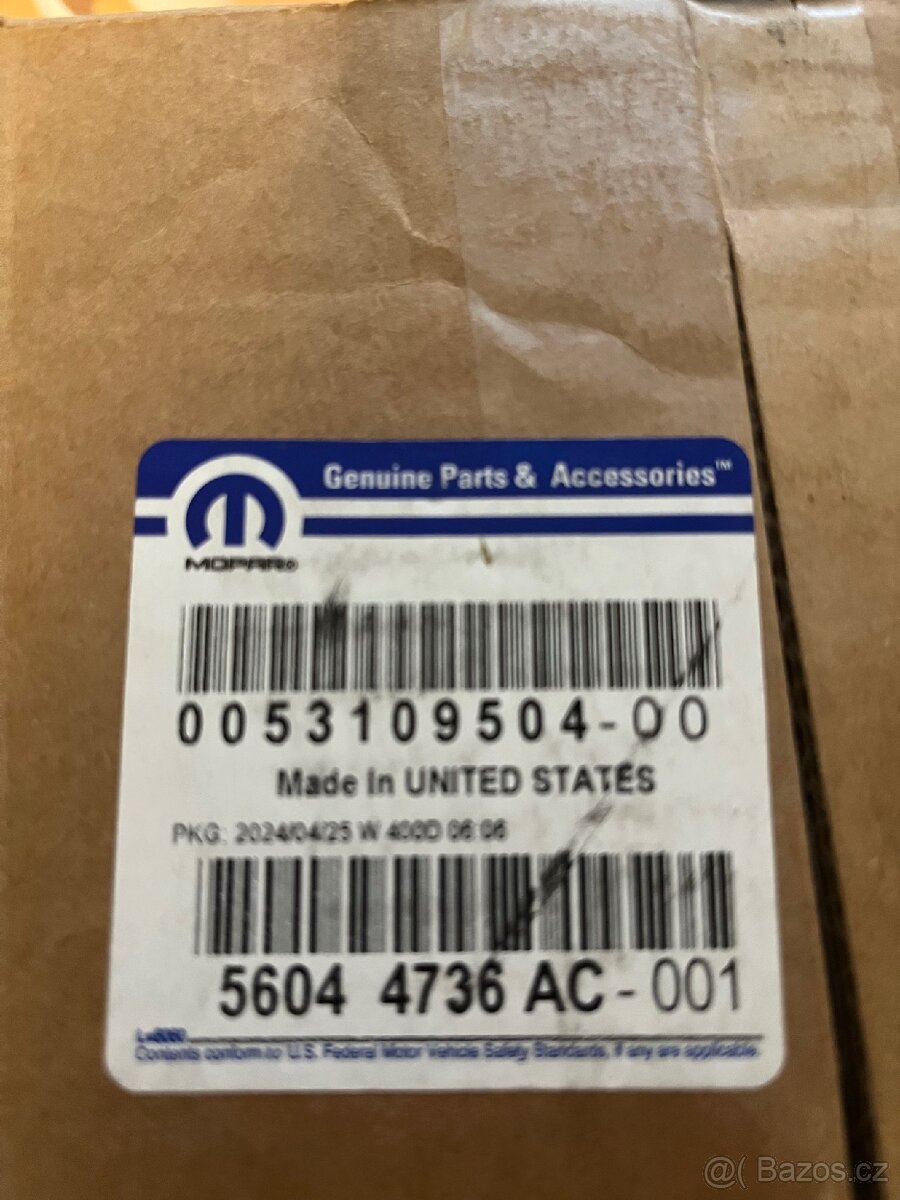 Genuine Parts & Accessories™
MOPAR®
0053109504-00
Made In UNITED STATES
PKG: 2024/04/25 W 400D 06:06
5604 4736 AC-001
Contents conform to U.S. Federal Motor Vehicle Safety Standards, if any are applicable.
@( Bazos.cz